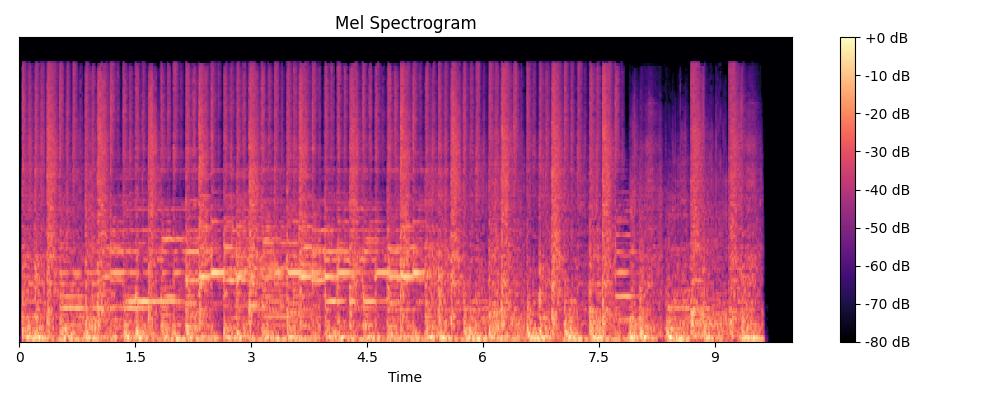 Mel Spectrogram
+0 dB
-10 dB
-20 dB
-30 dB
-40 dB
-50 dB
-60 dB
-70 dB
-80 dB
0 1.5 3 4.5 6 7.5 9
Time